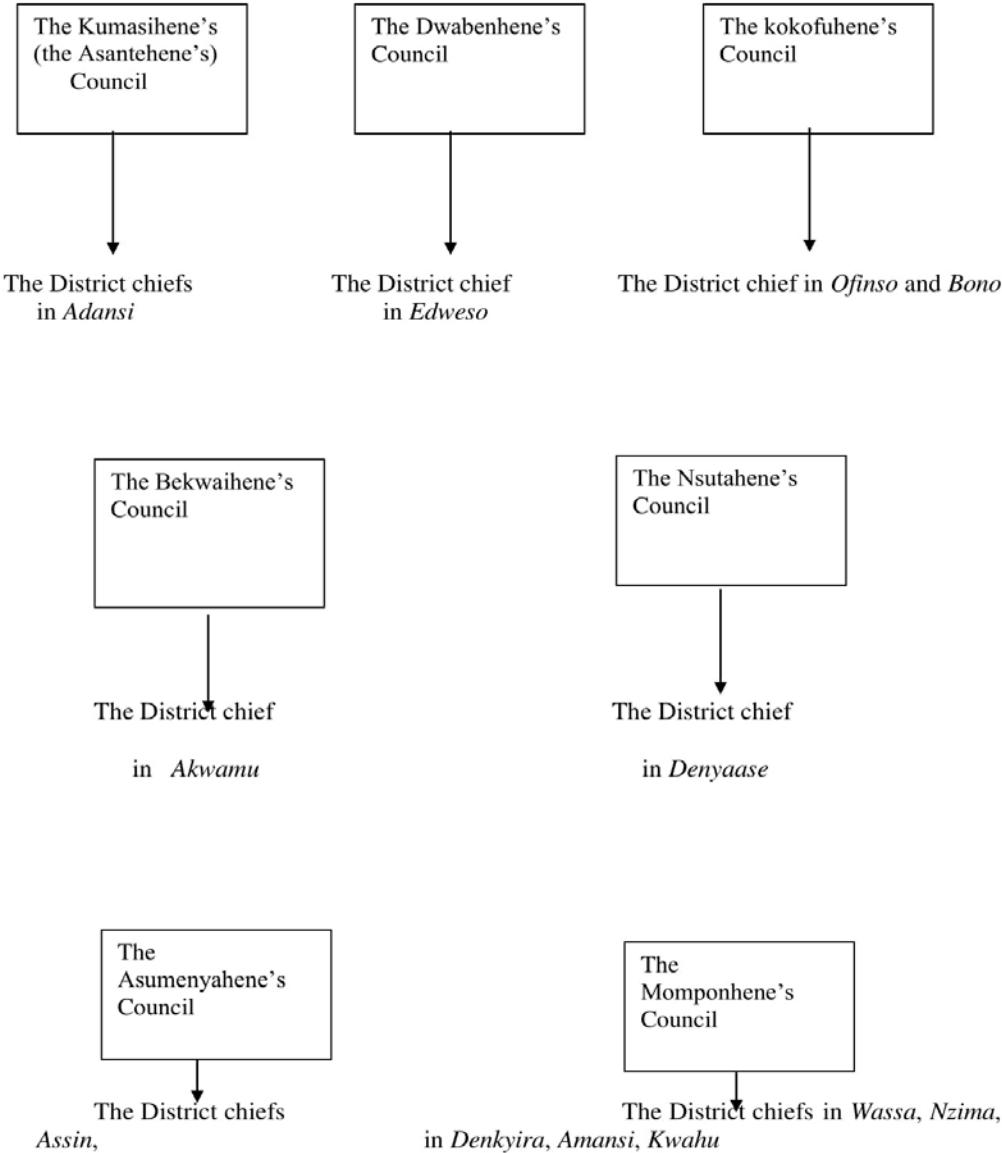 The Kumasihene's
(the Asantehene's)
Council
The Dwabenhene's
Council
The kokofuhene's
Council
The District chiefs
in Adansi
The District chief
in Edweso
The District chief in Ofinso and Bono
The Bekwaihene's
Council
The Nsutahene's
Council
The District chief
in Akwamu
The District chief
in Denyaase
The
Asumenyahene's
Council
The
Momponhene's
Council
The District chiefs
The District chiefs in Wassa, Nzima,
Assin,
in Denkyira, Amansi, Kwahu